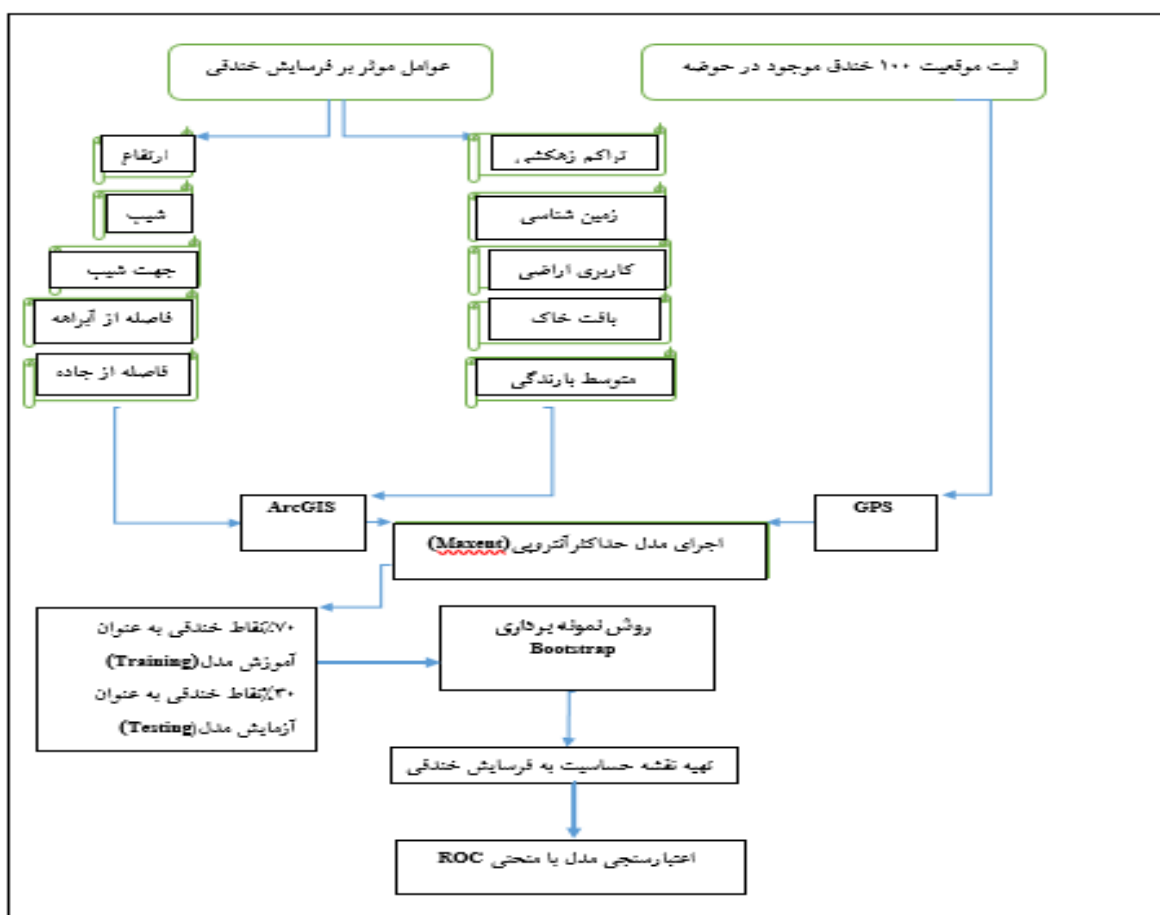 ثبت موقعیت ۱۰۰ خندق موجود در حوضه
عوامل موثر بر فرسایش خندقی
تراکم زهکشی
زمین شناسی
کاربری اراضی
بافت خاک
متوسط بارندگی
ارتفاع
شیب
جهت شیب
فاصله از آبراهه
فاصله از جاده
GPS
ArcGIS
اجرای مدل حداکثرآنتروپی(Maxent)
۷۰٪نقاط خندقی به عنوان
آموزش مدل(Training)
۳۰٪نقاط خندقی به عنوان
آزمایش مدل(Testing)
روش نمونه برداری
Bootstrap
تهیه نقشه حساسیت به فرسایش خندقی
اعتبارسنجی مدل با منحنی ROC